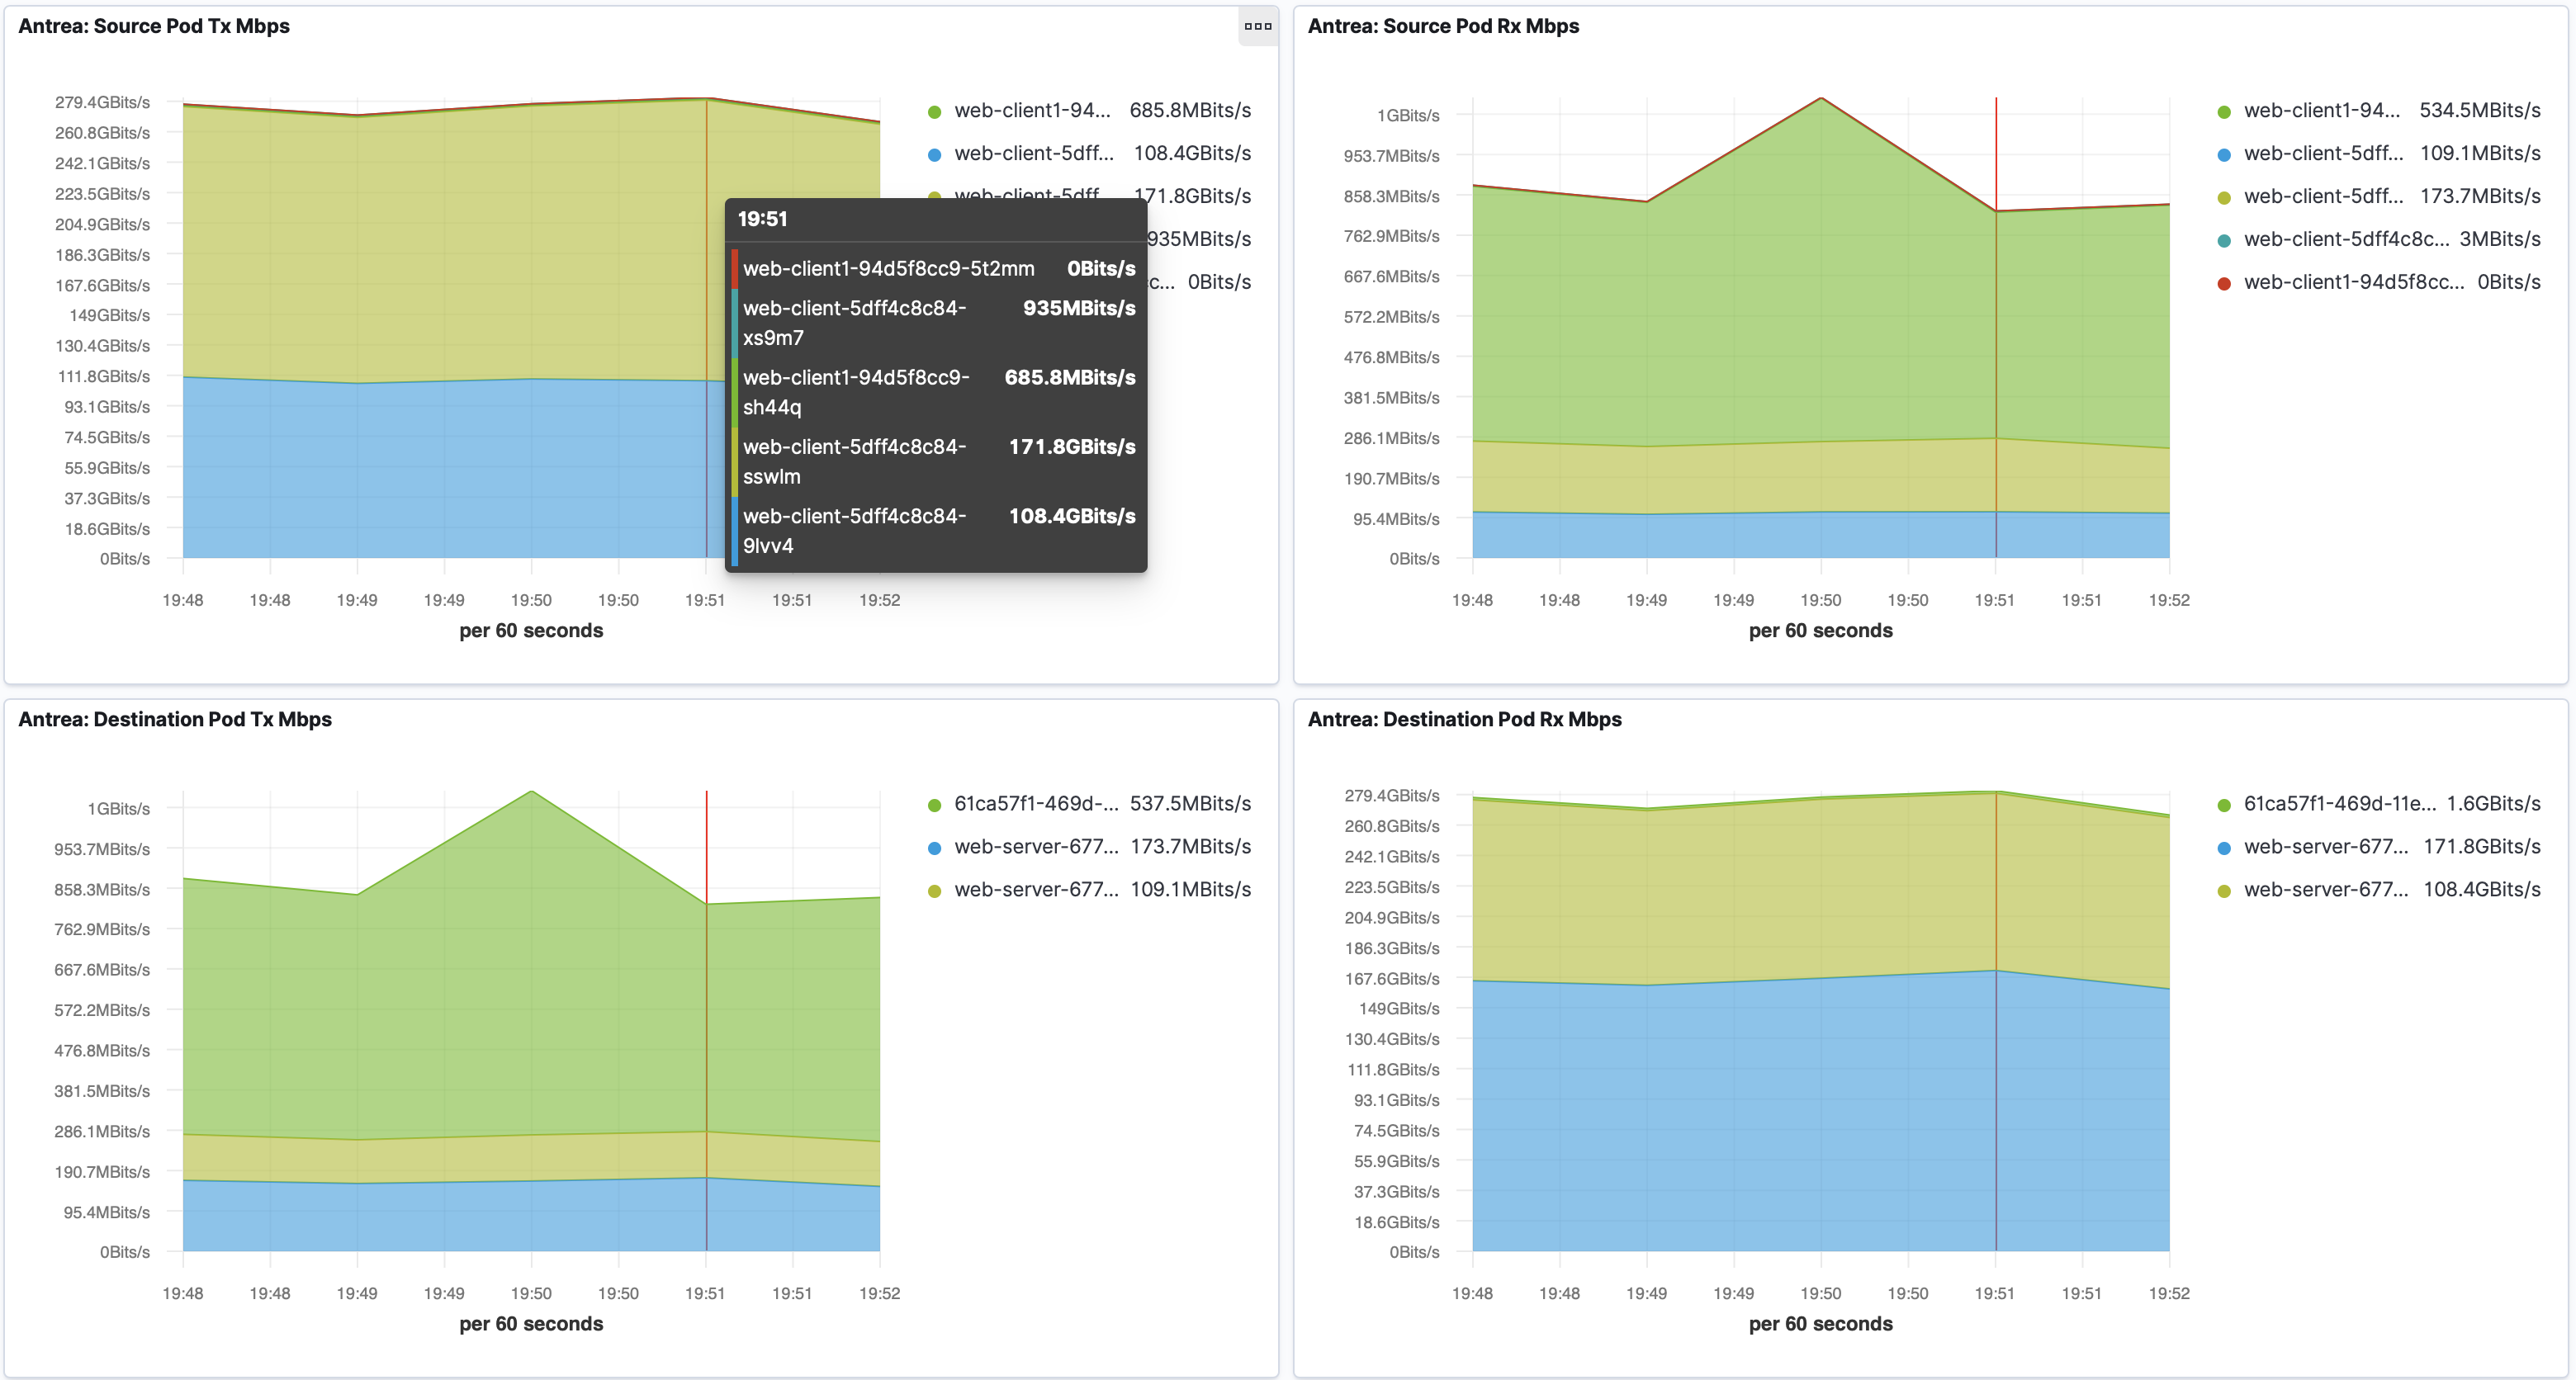 Antrea: Source Pod Tx Mbps
279.4GBits/s
260.8GBits/s
242.1GBits/s
223.5GBits/s
204.9GBits/s
186.3GBits/s
167.6GBits/s
149GBits/s
130.4GBits/s
111.8GBits/s
93.1GBits/s
74.5GBits/s
55.9GBits/s
37.3GBits/s
18.6GBits/s
0Bits/s
19:48 19:48 19:49 19:49 19:50 19:50 19:51 19:51 19:52
per 60 seconds
web-client1-94... 685.8MBits/s
web-client-5dff... 108.4GBits/s
web-client-5dff 171.8GBits/s
935MBits/s
c... 0Bits/s
19:51
web-client1-94d5f8cc9-5t2mm 0Bits/s
web-client-5dff4c8c84- 935MBits/s
xs9m7
web-client1-94d5f8cc9- 685.8MBits/s
sh44q
web-client-5dff4c8c84- 171.8GBits/s
sswlm
web-client-5dff4c8c84- 108.4GBits/s
9lvv4
Antrea: Source Pod Rx Mbps
1GBits/s
953.7MBits/s
858.3MBits/s
762.9MBits/s
667.6MBits/s
572.2MBits/s
476.8MBits/s
381.5MBits/s
286.1MBits/s
190.7MBits/s
95.4MBits/s
0Bits/s
19:48 19:48 19:49 19:49 19:50 19:50 19:51 19:51 19:52
per 60 seconds
web-client1-94... 534.5MBits/s
web-client-5dff... 109.1MBits/s
web-client-5dff... 173.7MBits/s
web-client-5dff4c8c... 3MBits/s
web-client1-94d5f8cc... 0Bits/s
Antrea: Destination Pod Tx Mbps
1GBits/s
953.7MBits/s
858.3MBits/s
762.9MBits/s
667.6MBits/s
572.2MBits/s
476.8MBits/s
381.5MBits/s
286.1MBits/s
190.7MBits/s
95.4MBits/s
0Bits/s
19:48 19:48 19:49 19:49 19:50 19:50 19:51 19:51 19:52
per 60 seconds
61ca57f1-469d-... 537.5MBits/s
web-server-677... 173.7MBits/s
web-server-677... 109.1MBits/s
Antrea: Destination Pod Rx Mbps
279.4GBits/s
260.8GBits/s
242.1GBits/s
223.5GBits/s
204.9GBits/s
186.3GBits/s
167.6GBits/s
149GBits/s
130.4GBits/s
111.8GBits/s
93.1GBits/s
74.5GBits/s
55.9GBits/s
37.3GBits/s
18.6GBits/s
0Bits/s
19:48 19:48 19:49 19:49 19:50 19:50 19:51 19:51 19:52
per 60 seconds
61ca57f1-469d-11e... 1.6GBits/s
web-server-677... 171.8GBits/s
web-server-677... 108.4GBits/s